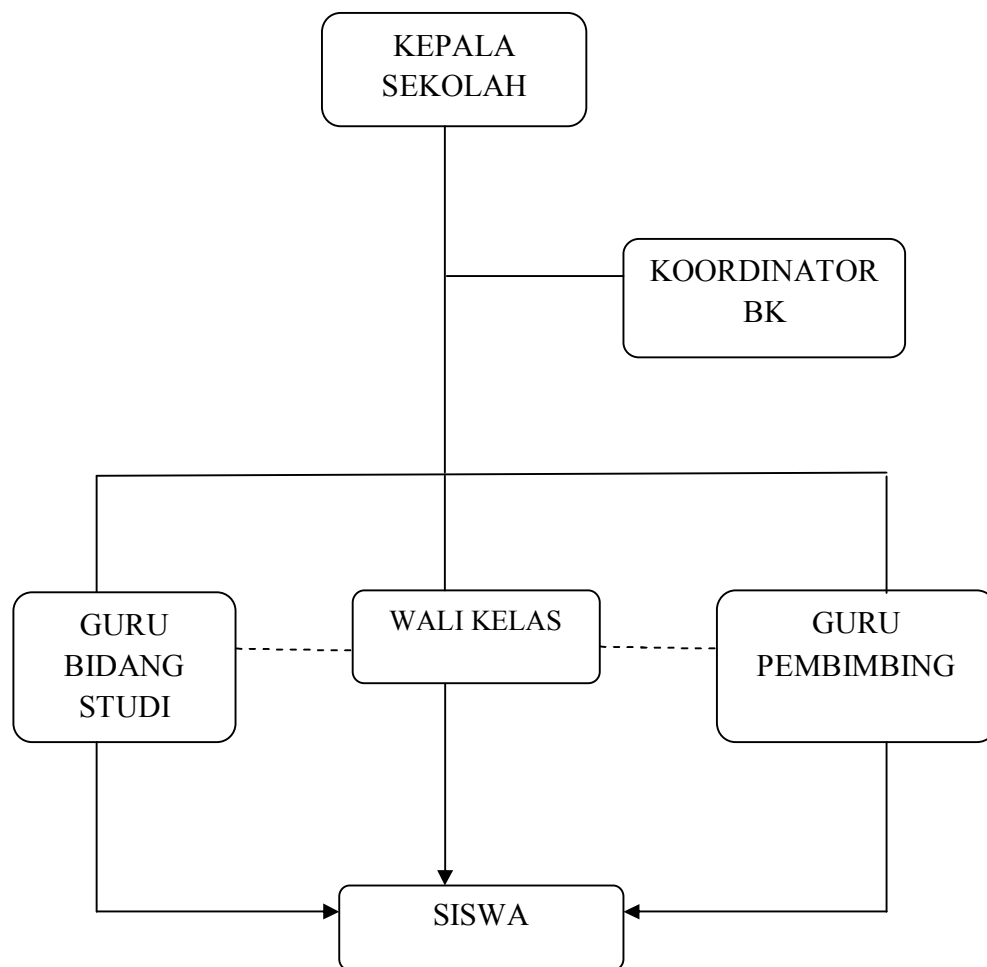 KEPALA
SEKOLAH
KOORDINATOR
BK
GURU
BIDANG
STUDI
WALI KELAS
GURU
PEMBIMBING
SISWA